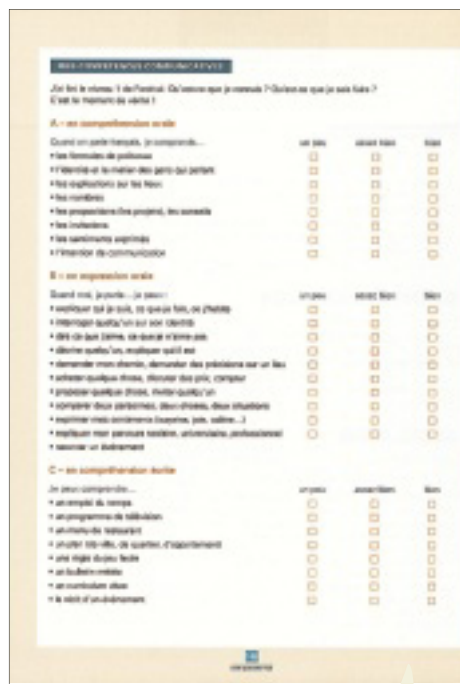 MES COMPÉTENCES COMMUNICATIVES
J'ai fini le niveau 1 de Festival. Qu'est-ce que je connais ? Qu'est-ce que je sais faire ?
C'est le moment de vérité !
A – en compréhension orale
Quand on parle français, je comprends... un peu assez bien bien
• les formules de politesse
• l'identité et le métier des gens qui parlent
• les explications sur les lieux
• les nombres
• les propositions (les projets), les conseils
• les invitations
• les sentiments exprimés
• l'intention de communication
B – en expression orale
Quand moi, je parle... je peux : un peu assez bien bien
• expliquer qui je suis, ce que je fais, où j'habite
• interroger quelqu'un sur son identité
• dire ce que j'aime, ce que je n'aime pas
• décrire quelqu'un, expliquer qui il est
• demander mon chemin, demander des précisions sur un lieu
• acheter quelque chose, discuter des prix, compter
• proposer quelque chose, inviter quelqu'un
• comparer deux personnes, deux choses, deux situations
• exprimer mes sentiments (surprise, joie, colère...)
• expliquer mon parcours scolaire, universitaire, professionnel
• raconter un événement
C – en compréhension écrite
Je peux comprendre... un peu assez bien bien
• un emploi du temps
• un programme de télévision
• un menu de restaurant
• un plan (de ville, de quartier, d'appartement)
• une règle du jeu facile
• un bulletin météo
• un curriculum vitae
• le récit d'un événement